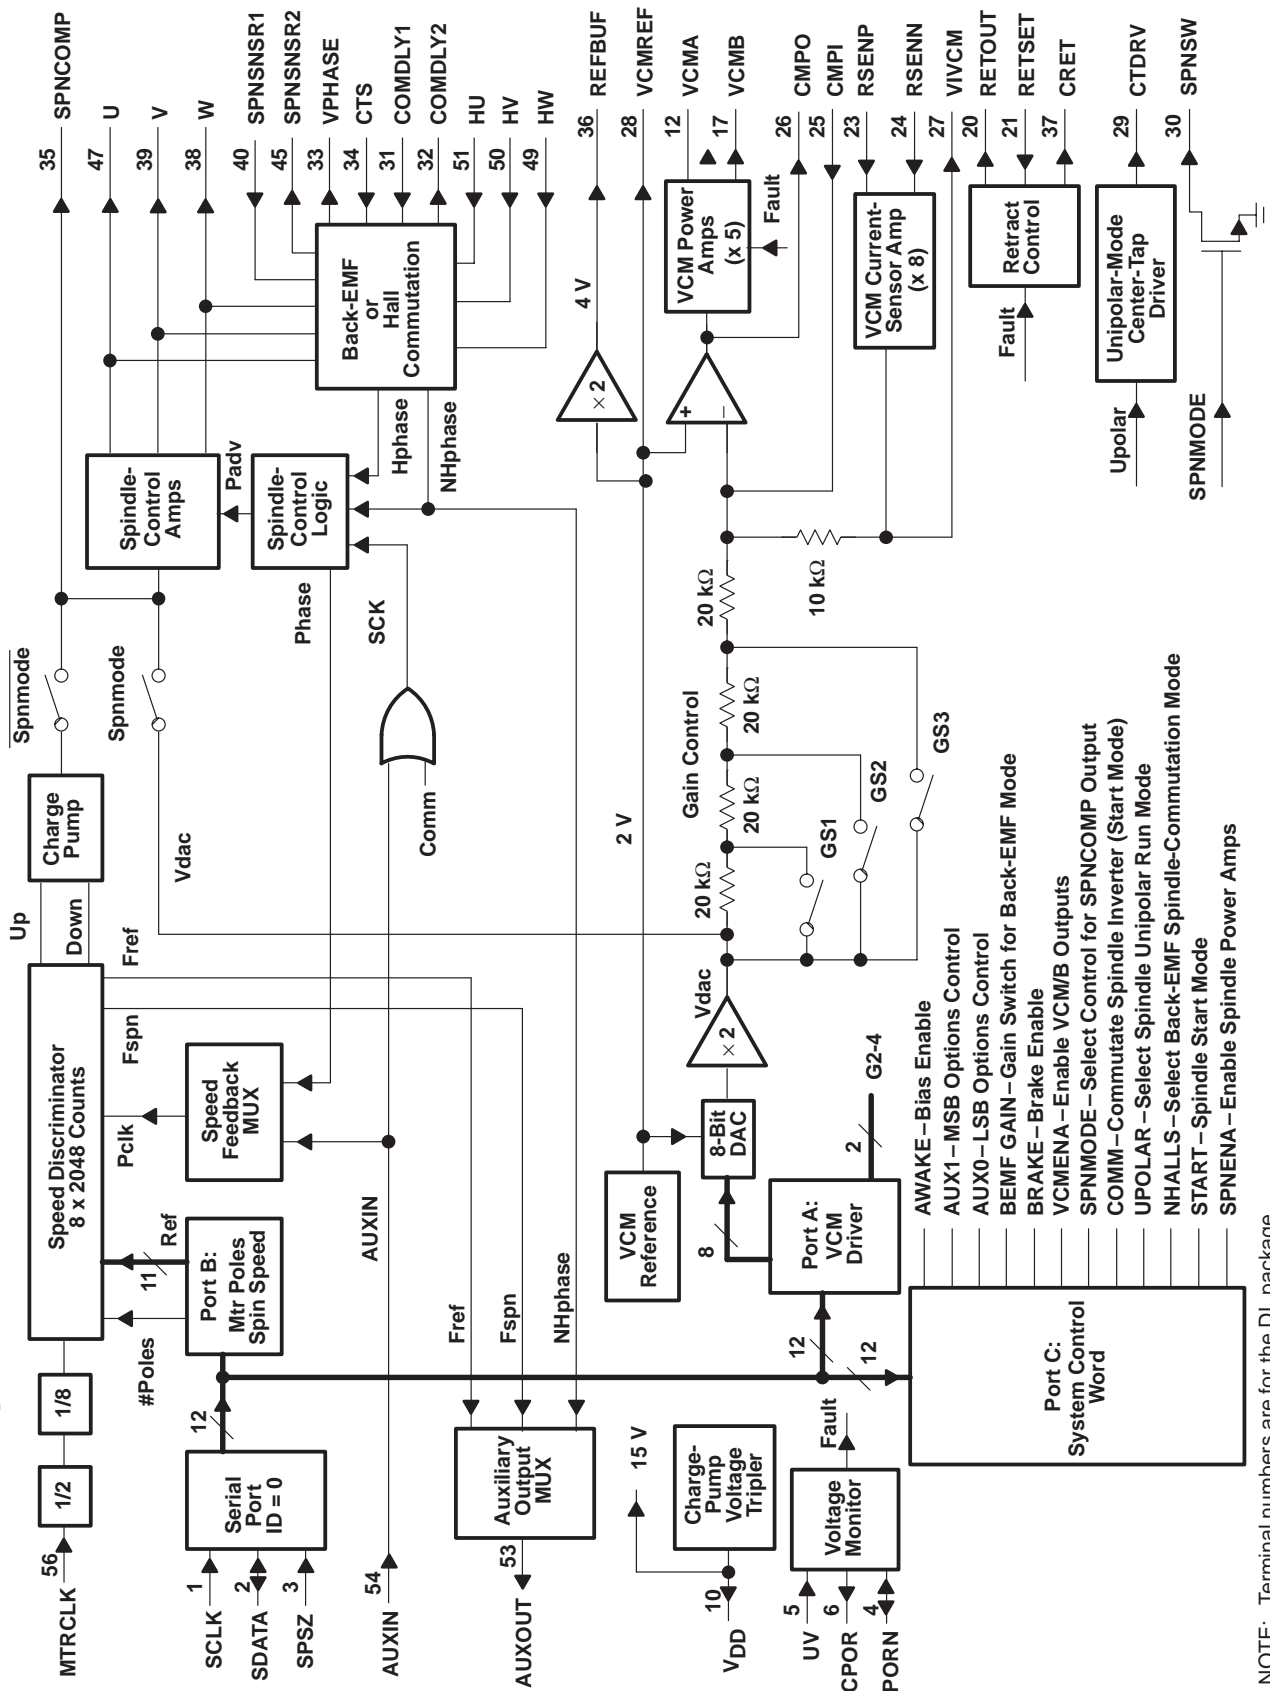 MTRCLK
56
1/2
1/8
Speed Discriminator
8 x 2048 Counts
Up
Down
Charge
Pump
Spnmode
Spnmode
35
SPNCOMP
47
U
39
V
38
W
Spindle-
Control
Amps
Padv
Spindle-
Control
Logic
Phase
SCK
Hphase
NHphase
Back-EMF
or
Hall
Commutation
40
SPNSNSR1
45
SPNSNSR2
33
VPHASE
34
CTS
31
COMDLY1
32
COMDLY2
51
HU
50
HV
49
HW
Fref
Fspn
Vdac
Pclk
Speed
Feedback
MUX
Ref
11
#Poles
Port B:
Mtr Poles
Spin Speed
12
Serial
Port
ID = 0
SCLK
1
SDATA
2
SPSZ
3
AUXIN
54
AUXIN
Comm
Auxiliary
Output
MUX
AUXOUT
53
Fref
Fspn
NHphase
15 V
Charge-
Pump
Voltage
Tripler
VDD
10
Voltage
Monitor
Fault
UV
5
CPOR
6
PORN
4
VCM
Reference
2 V
4 V
× 2
36
REFBUF
28
VCMREF
8-Bit
DAC
8
× 2
Vdac
Gain Control
20 kΩ
20 kΩ
20 kΩ
20 kΩ
10 kΩ
GS1
GS2
GS3
+
−
VCM Power
Amps
(x 5)
Fault
12
VCMA
17
VCMB
26
CMPO
25
CMPI
VCM Current-
Sensor Amp
(x 8)
23
RSENP
24
RSENN
27
VIVCM
Fault
Retract
Control
20
RETOUT
21
RETSET
37
CRET
Upolar
Unipolar-Mode
Center-Tap
Driver
29
CTDRV
SPNMODE
30
SPNSW
Port A:
VCM
Driver
2
G2-4
12
12
Port C:
System Control
Word
AWAKE – Bias Enable
AUX1 – MSB Options Control
AUX0 – LSB Options Control
BEMF GAIN – Gain Switch for Back-EMF Mode
BRAKE – Brake Enable
VCMENA – Enable VCM/B Outputs
SPNMODE – Select Control for SPNCOMP Output
COMM – Commutate Spindle Inverter (Start Mode)
UPOLAR – Select Spindle Unipolar Run Mode
NHALLS – Select Back-EMF Spindle-Commutation Mode
START – Spindle Start Mode
SPNENA – Enable Spindle Power Amps
NOTE: Terminal numbers are for the DL package